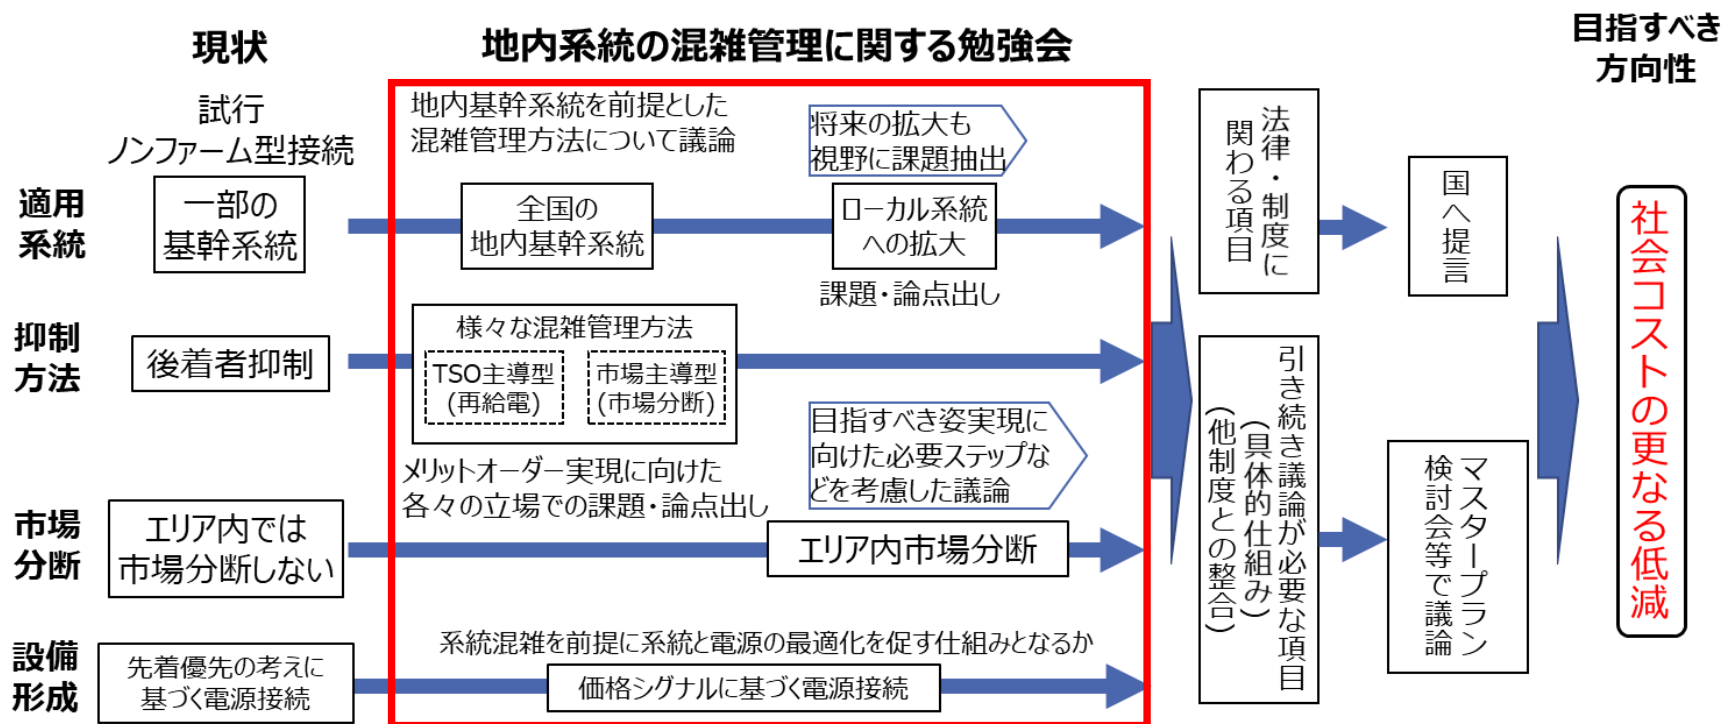 現状
地内系統の混雑管理に関する勉強会
目指すべき
方向性
試行
ノンファーム型接続
地内基幹系統を前提とした
混雑管理方法について議論
将来の拡大も
視野に課題抽出
適用
系統
一部の
基幹系統
全国の
地内基幹系統
ローカル系統
への拡大
課題・論点出し
抑制
方法
後着者抑制
様々な混雑管理方法
TSO主導型
(再給電)
市場主導型
(市場分断)
メリットオーダー実現に向けた
各々の立場での課題・論点出し
目指すべき姿実現に
向けた必要ステップな
どを考慮した議論
市場
分断
エリア内では
市場分断しない
エリア内市場分断
設備
形成
先着優先の考えに
基づく電源接続
系統混雑を前提に系統と電源の最適化を促す仕組みとなるか
価格シグナルに基づく電源接続
法律・制度に
関わる項目
国へ提言
引き続き議論が必要な項目
(具体的仕組み)
(他制度との整合)
マスタープラン
検討会等で議論
社会コストの更なる低減